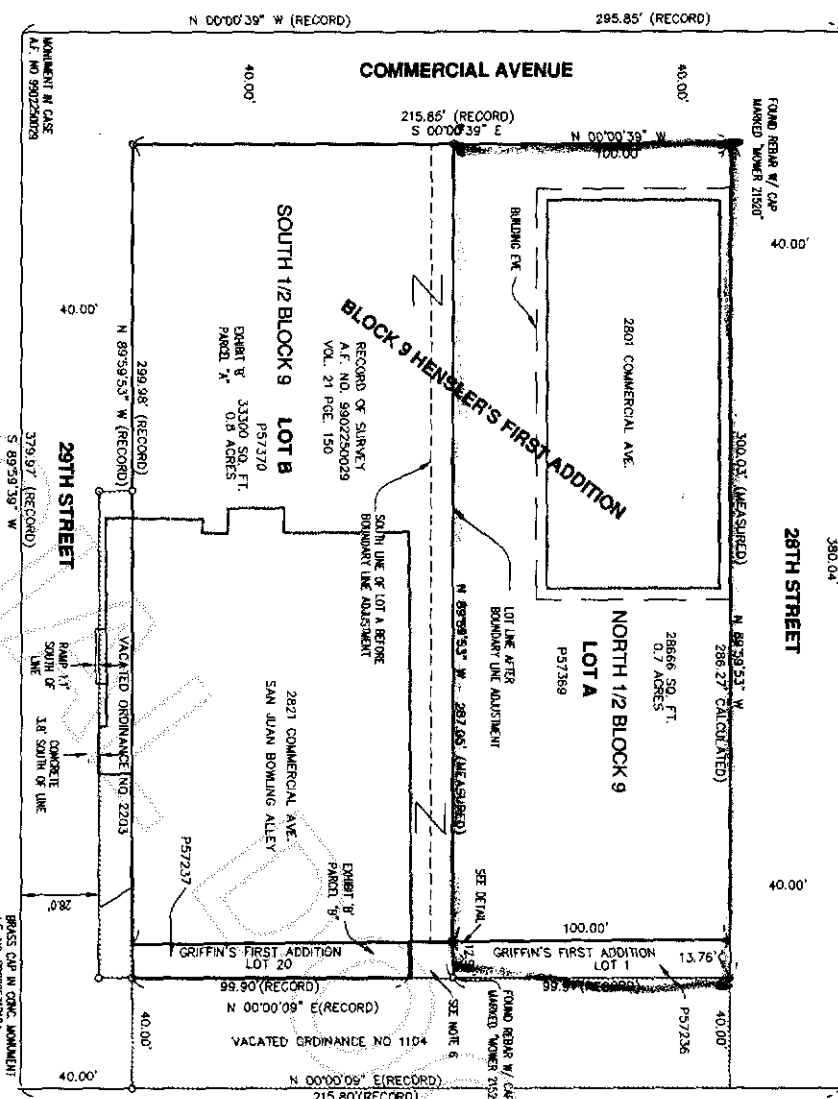 N 00°00'39" W (RECORD)
295.85' (RECORD)
MONUMENT IN CASE
A.F. NO 9902250029
40.00'
COMMERCIAL AVENUE
40.00'
FOUND REBAR W/ CAP
MARKED "MOWER 21520"
215.85' (RECORD)
S 00°00'39" E
N 00°00'39" W
100.00'
40.00'
BUILDING EVE
2801 COMMERCIAL AVE.
40.00'
SOUTH 1/2 BLOCK 9 LOT B
BLOCK 9 HENSLER'S FIRST ADDITION
RECORD OF SURVEY
A.F. NO. 9902250029
VOL. 21 PGE. 150
P57370
EXHIBIT 'B' 33300 SQ. FT.
PARCEL "A" 0.8 ACRES
299.98' (RECORD)
N 89°59'53" W (RECORD)
29TH STREET
379.97' (RECORD)
S 89°59'39" W
300.03' (MEASURED)
28TH STREET
380.04'
N 89°59'53" W
286.27' CALCULATED
SOUTH LINE OF LOT A BEFORE
BOUNDARY LINE ADJUSTMENT
LOT LINE AFTER
BOUNDARY LINE ADJUSTMENT
N 89°59'53" W (MEASURED)
NORTH 1/2 BLOCK 9
LOT A
28666 SQ. FT.
0.7 ACRES
P57369
VACATED ORDINANCE NO. 2203
RAMP 1.1'
SOUTH OF
LINE
CONCRETE
3.8' SOUTH OF LINE
2821 COMMERCIAL AVE.
SAN JUAN BOWLING ALLEY
P57237
EXHIBIT 'B'
PARCEL "B"
SEE DETAIL
28.0'
40.00'
GRIFFIN'S FIRST ADDITION
LOT 20
100.00'
GRIFFIN'S FIRST ADDITION
LOT 1
13.76'
99.90' (RECORD)
N 00°00'09" E(RECORD)
(RECORD)
SEE NOTE 6
FOUND REBAR W/ CAP
MARKED "MOWER
P57236
VACATED ORDINANCE NO 1104
40.00'
40.00'
BRASS CAP IN CONC. MONUMENT
40.00'
N 00°00'09" E(RECORD)
215.80'(RECORD)